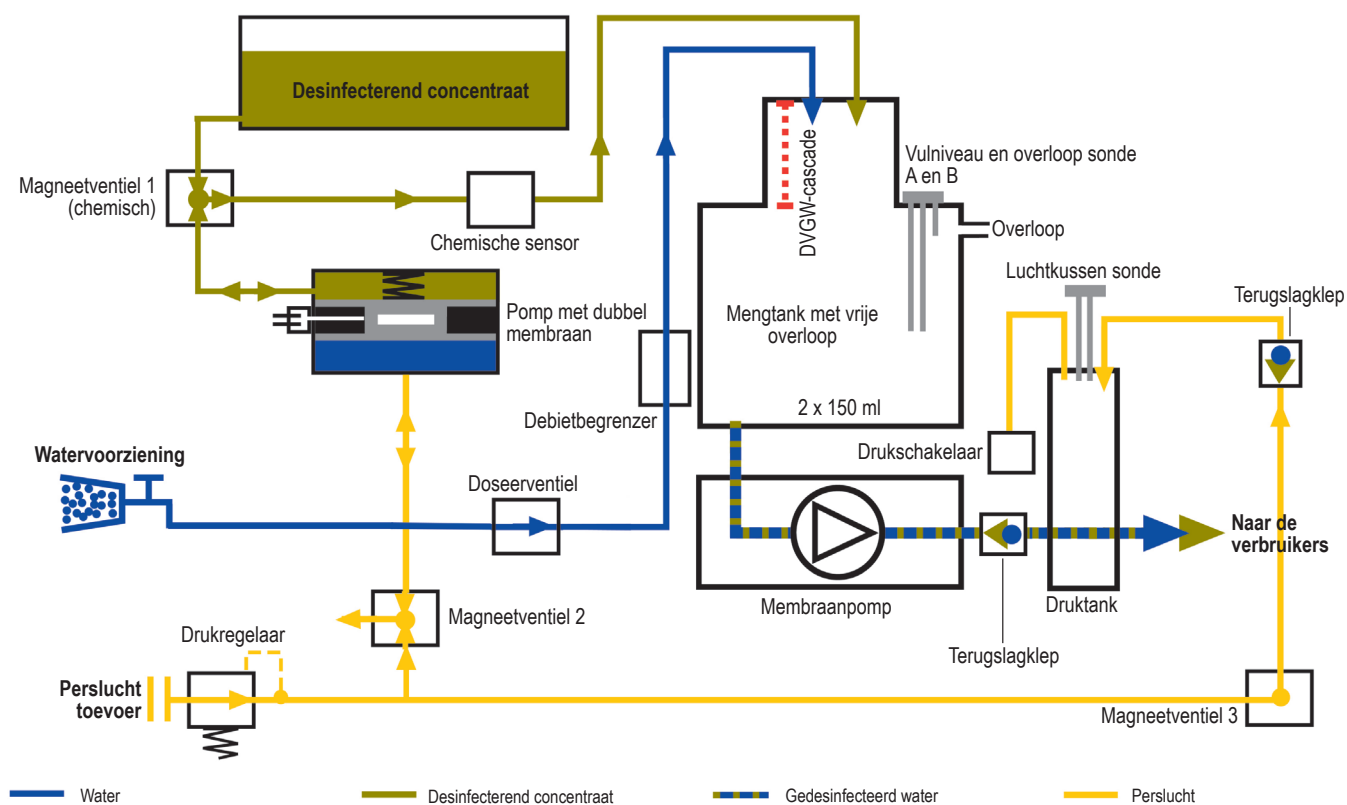 Desinfecterend concentraat
Magneetventiel 1
(chemisch)
Chemische sensor
DVGW-cascade
Vulniveau en overloop sonde
A en B
Overloop
Luchtkussen sonde
Terugslagklep
Pomp met dubbel
membraan
Mengtank met vrije
overloop
2 x 150 ml
Debietbegrenzer
Drukschakelaar
Watervoorziening
Doseerventiel
Naar de
verbruikers
Membraanpomp
Druktank
Magneetventiel 2
Terugslagklep
Drukregelaar
Perslucht
toevoer
Magneetventiel 3
Water
Desinfecterend concentraat
Gedesinfecteerd water
Perslucht